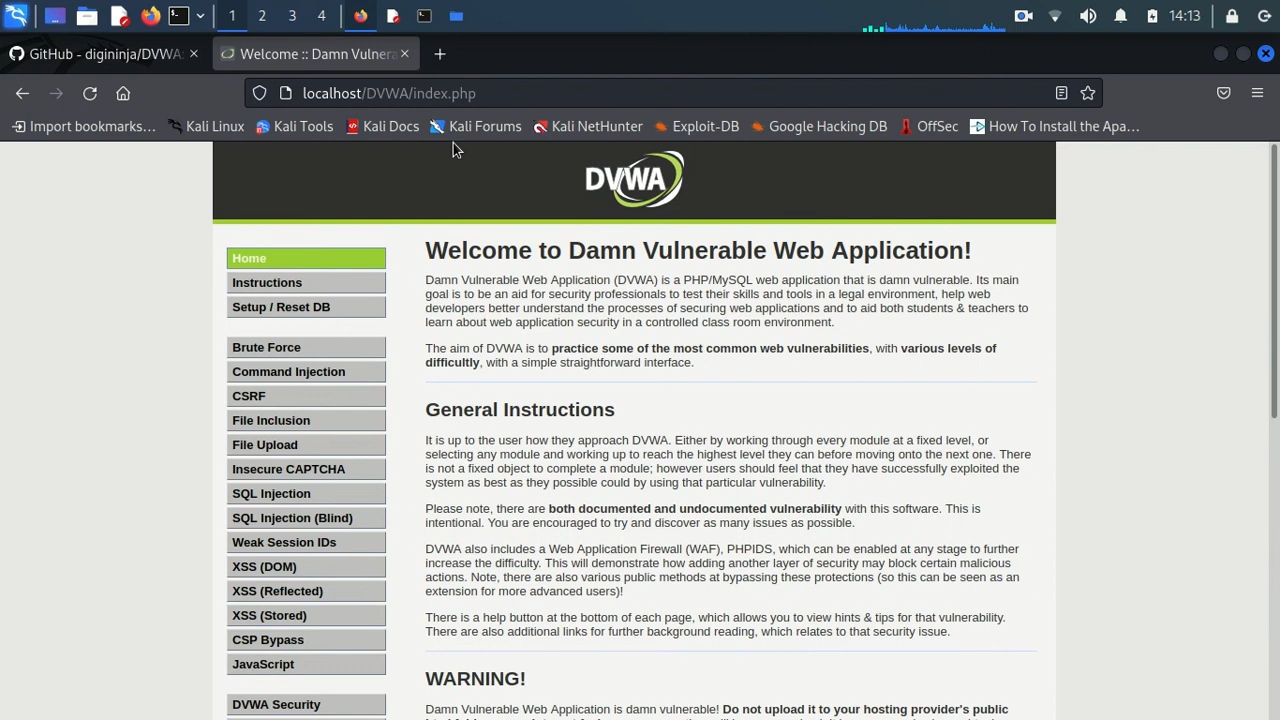 1 2 3 4 14:13
GitHub - digininja/DVWA: Welcome :: Damn Vulnera
localhost/DVWA/index.php
Import bookmarks… Kali Linux Kali Tools Kali Docs Kali Forums Kali NetHunter Exploit-DB Google Hacking DB OffSec How To Install the Apa…
DVWA
Home
Instructions
Setup / Reset DB
Brute Force
Command Injection
CSRF
File Inclusion
File Upload
Insecure CAPTCHA
SQL Injection
SQL Injection (Blind)
Weak Session IDs
XSS (DOM)
XSS (Reflected)
XSS (Stored)
CSP Bypass
JavaScript
DVWA Security
Welcome to Damn Vulnerable Web Application!
Damn Vulnerable Web Application (DVWA) is a PHP/MySQL web application that is damn vulnerable. Its main
goal is to be an aid for security professionals to test their skills and tools in a legal environment, help web
developers better understand the processes of securing web applications and to aid both students & teachers to
learn about web application security in a controlled class room environment.
The aim of DVWA is to practice some of the most common web vulnerabilities, with various levels of
difficultly, with a simple straightforward interface.
General Instructions
It is up to the user how they approach DVWA. Either by working through every module at a fixed level, or
selecting any module and working up to reach the highest level they can before moving onto the next one. There
is not a fixed object to complete a module; however users should feel that they have successfully exploited the
system as best as they possible could by using that particular vulnerability.
Please note, there are both documented and undocumented vulnerability with this software. This is
intentional. You are encouraged to try and discover as many issues as possible.
DVWA also includes a Web Application Firewall (WAF), PHPIDS, which can be enabled at any stage to further
increase the difficulty. This will demonstrate how adding another layer of security may block certain malicious
actions. Note, there are also various public methods at bypassing these protections (so this can be seen as an
extension for more advanced users)!
There is a help button at the bottom of each page, which allows you to view hints & tips for that vulnerability.
There are also additional links for further background reading, which relates to that security issue.
WARNING!
Damn Vulnerable Web Application is damn vulnerable! Do not upload it to your hosting provider's public